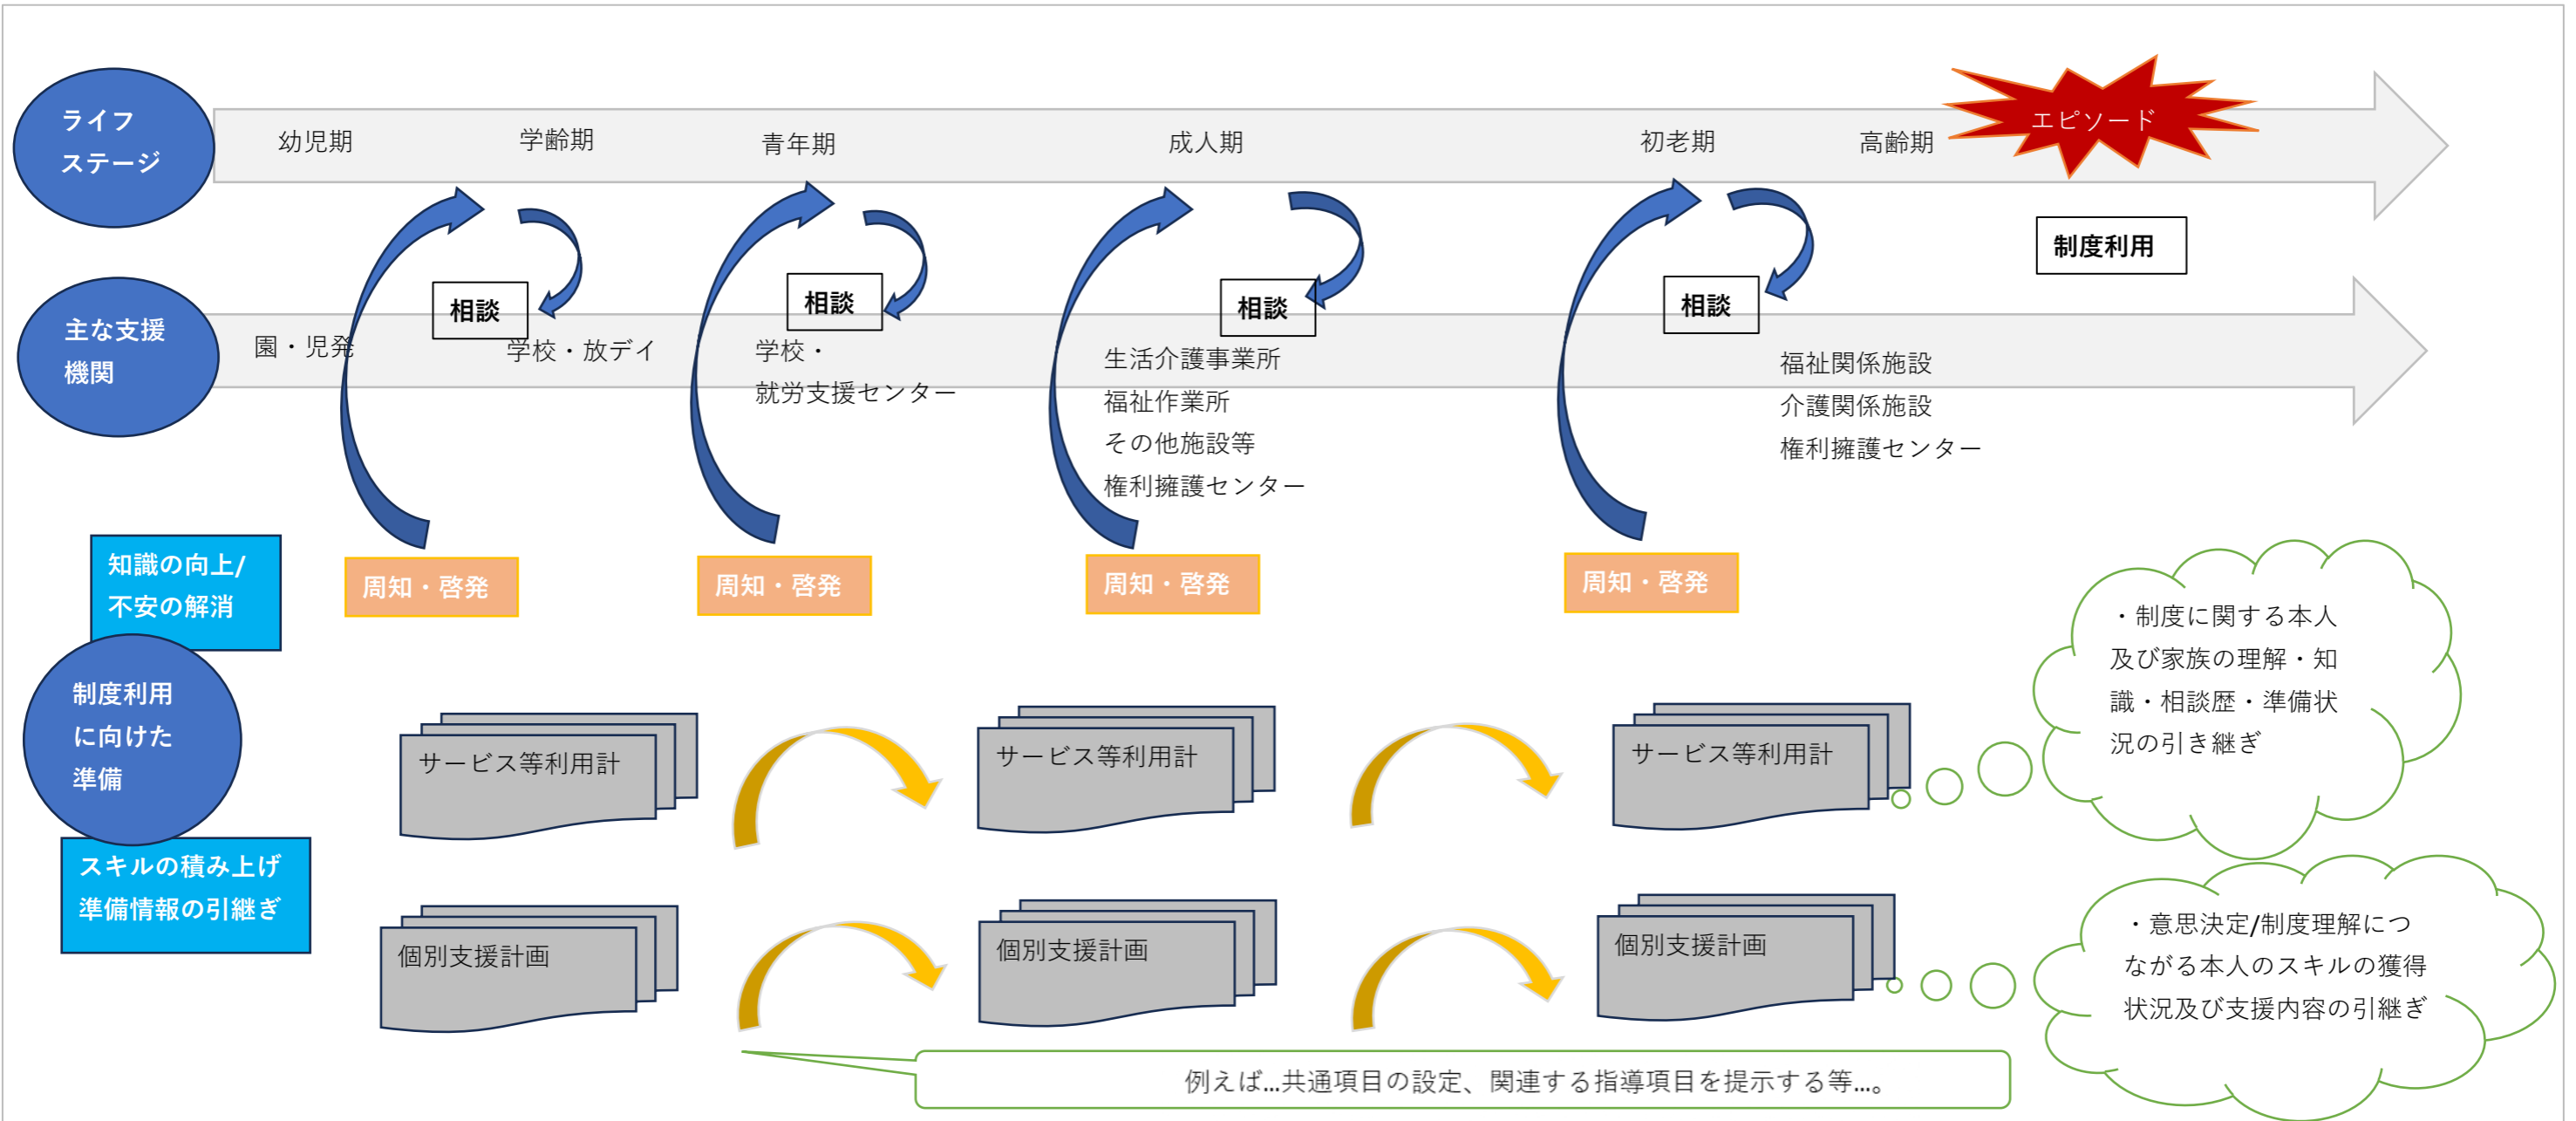 ライフ
ステージ
幼児期
学齢期
青年期
成人期
初老期
高齢期
エピソード
制度利用
主な支援
機関
相談
相談
相談
相談
園・児発
学校・放デイ
学校・
就労支援センター
生活介護事業所
福祉作業所
その他施設等
権利擁護センター
福祉関係施設
介護関係施設
権利擁護センター
知識の向上/
不安の解消
周知・啓発
周知・啓発
周知・啓発
周知・啓発
制度利用
に向けた
準備
スキルの積み上げ
準備情報の引継ぎ
サービス等利用計
サービス等利用計
サービス等利用計
・制度に関する本人
及び家族の理解・知
識・相談歴・準備状
況の引き継ぎ
個別支援計画
個別支援計画
個別支援計画
・意思決定/制度理解につ
ながる本人のスキルの獲得
状況及び支援内容の引継ぎ
例えば…共通項目の設定、関連する指導項目を提示する等…。